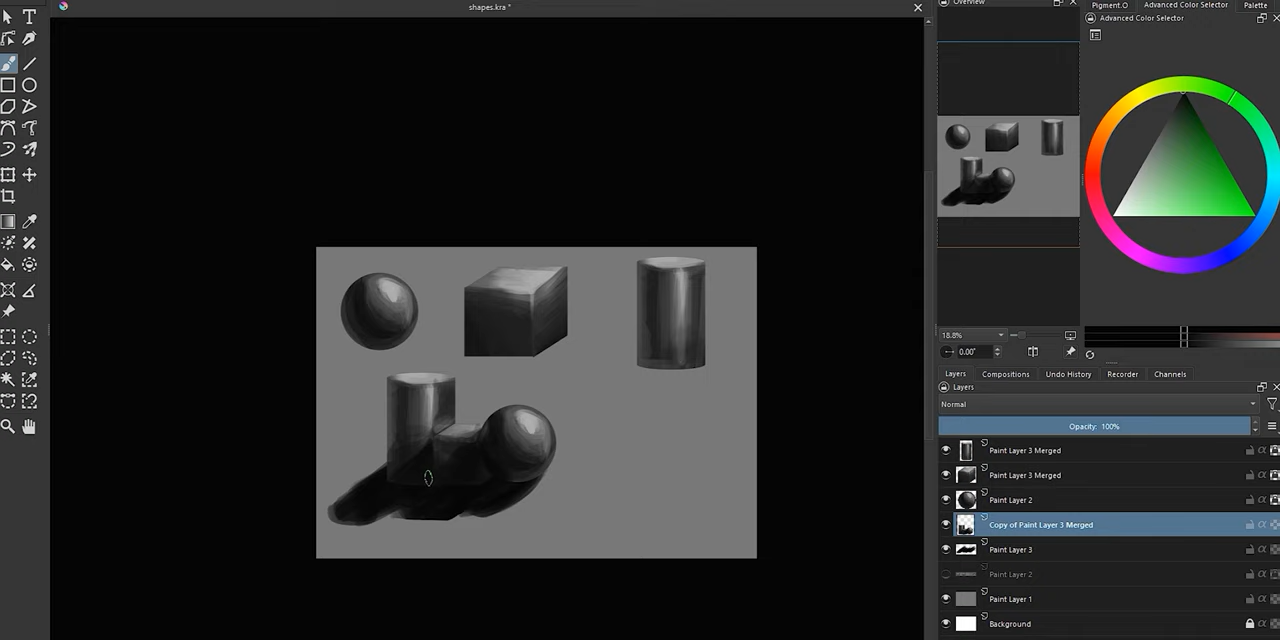 shapes.kra *
Overview
Pigment.O Advanced Color Selector Palette
Advanced Color Selector
18.8%
0.00°
Layers Compositions Undo History Recorder Channels
Layers
Normal
Opacity: 100%
Paint Layer 3 Merged
Paint Layer 3 Merged
Paint Layer 2
Copy of Paint Layer 3 Merged
Paint Layer 3
Paint Layer 2
Paint Layer 1
Background